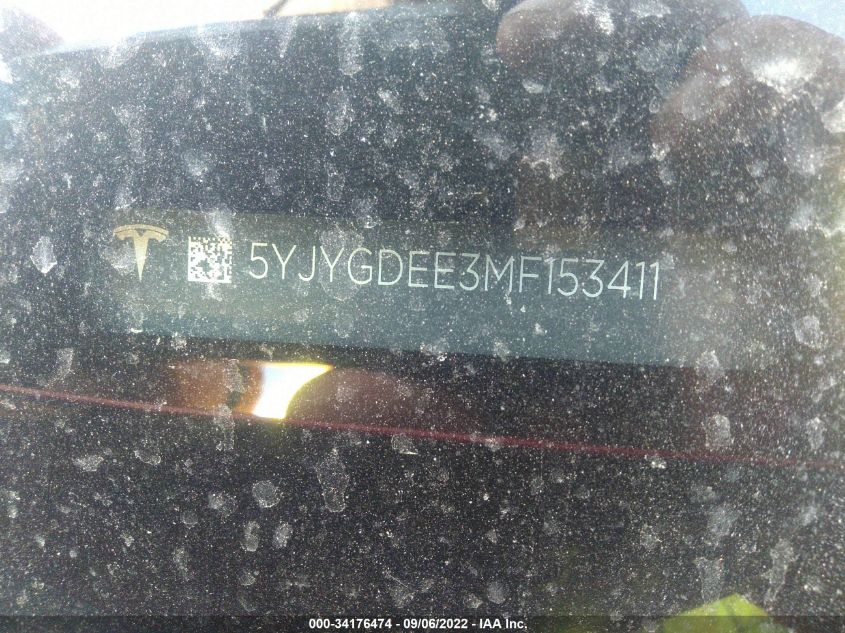 5YJYGDEE3MF153411
000-34176474 - 09/06/2022 - IAA Inc.